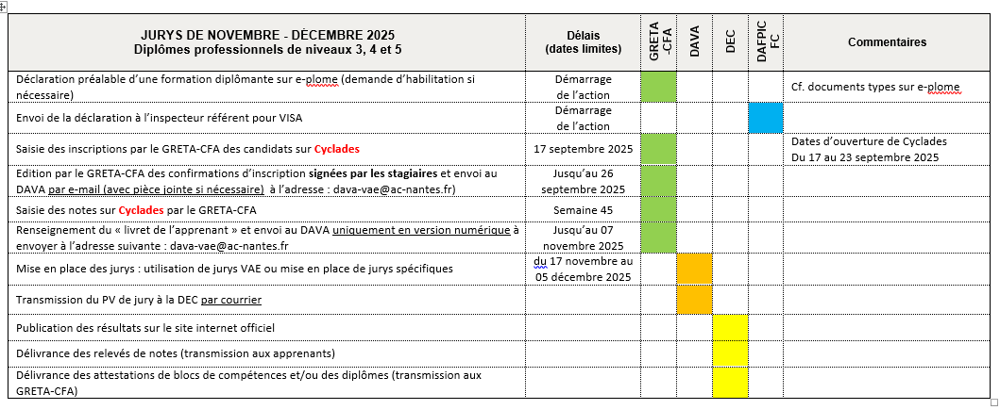 JURYS DE NOVEMBRE - DÉCEMBRE 2025
Diplômes professionnels de niveaux 3, 4 et 5
Délais
(dates limites)
GRETA
-CFA
DAVA
DEC
DAFPIC
FC
Commentaires
Déclaration préalable d’une formation diplômante sur e-plome (demande d’habilitation si
nécessaire)
Démarrage
de l’action
Cf. documents types sur e-plome
Envoi de la déclaration à l’inspecteur référent pour VISA
Démarrage
de l’action
Saisie des inscriptions par le GRETA-CFA des candidats sur Cyclades
17 septembre 2025
Dates d’ouverture de Cyclades
Du 17 au 23 septembre 2025
Edition par le GRETA-CFA des confirmations d’inscription signées par les stagiaires et envoi au
DAVA par e-mail (avec pièce jointe si nécessaire) à l’adresse : dava-vae@ac-nantes.fr)
Jusqu’au 26
septembre 2025
Saisie des notes sur Cyclades par le GRETA-CFA
Semaine 45
Renseignement du « livret de l’apprenant » et envoi au DAVA uniquement en version numérique à
envoyer à l’adresse suivante : dava-vae@ac-nantes.fr
Jusqu’au 07
novembre 2025
Mise en place des jurys : utilisation de jurys VAE ou mise en place de jurys spécifiques
du 17 novembre au
05 décembre 2025
Transmission du PV de jury à la DEC par courrier
Publication des résultats sur le site internet officiel
Délivrance des relevés de notes (transmission aux apprenants)
Délivrance des attestations de blocs de compétences et/ou des diplômes (transmission aux
GRETA-CFA)